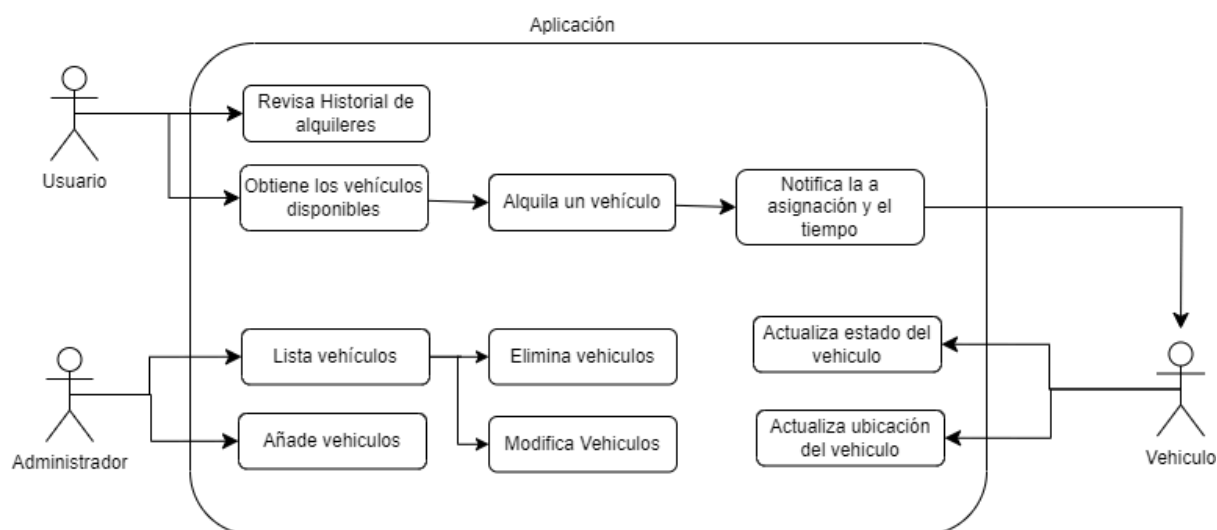 Aplicación
Revisa Historial de
alquileres
Usuario
Obtiene los vehículos
disponibles
Alquila un vehículo
Notifica la a
asignación y el
tiempo
Lista vehículos
Elimina vehiculos
Actualiza estado del
vehiculo
Administrador
Añade vehiculos
Modifica Vehiculos
Actualiza ubicación
del vehiculo
Vehiculo